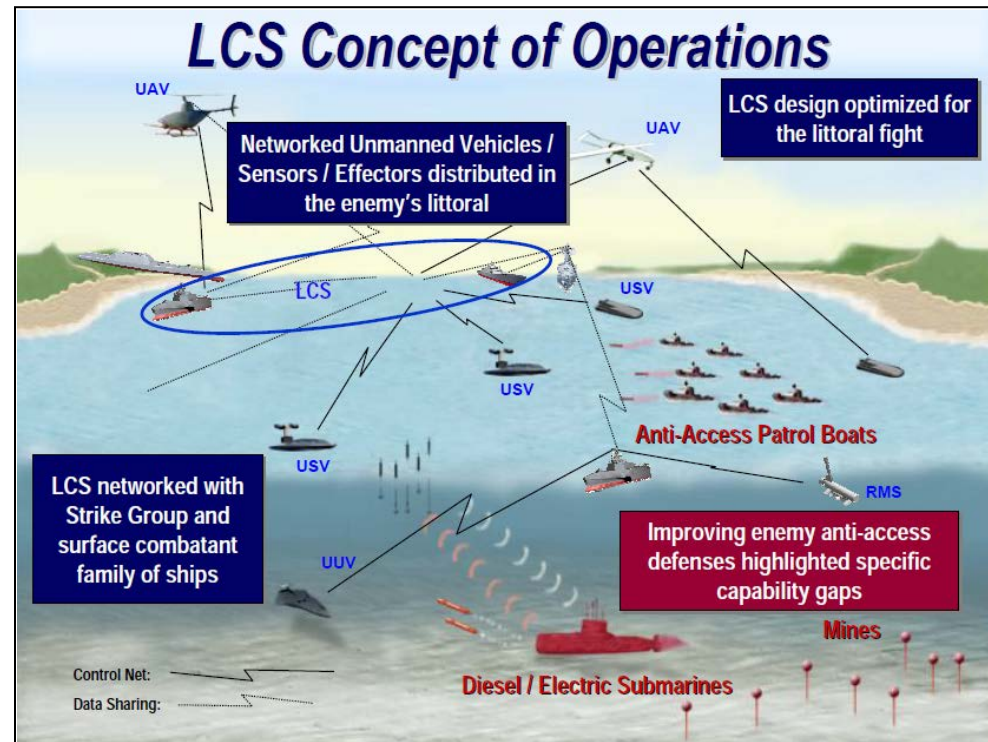 LCS Concept of Operations
UAV
LCS design optimized for
the littoral fight
UAV
Networked Unmanned Vehicles /
Sensors / Effectors distributed in
the enemy's littoral
LCS
USV
USV
Anti-Access Patrol Boats
USV
LCS networked with
Strike Group and
surface combatant
family of ships
RMS
Improving enemy anti-access
defenses highlighted specific
capability gaps
UUV
Mines
Control Net:
Diesel / Electric Submarines
Data Sharing: